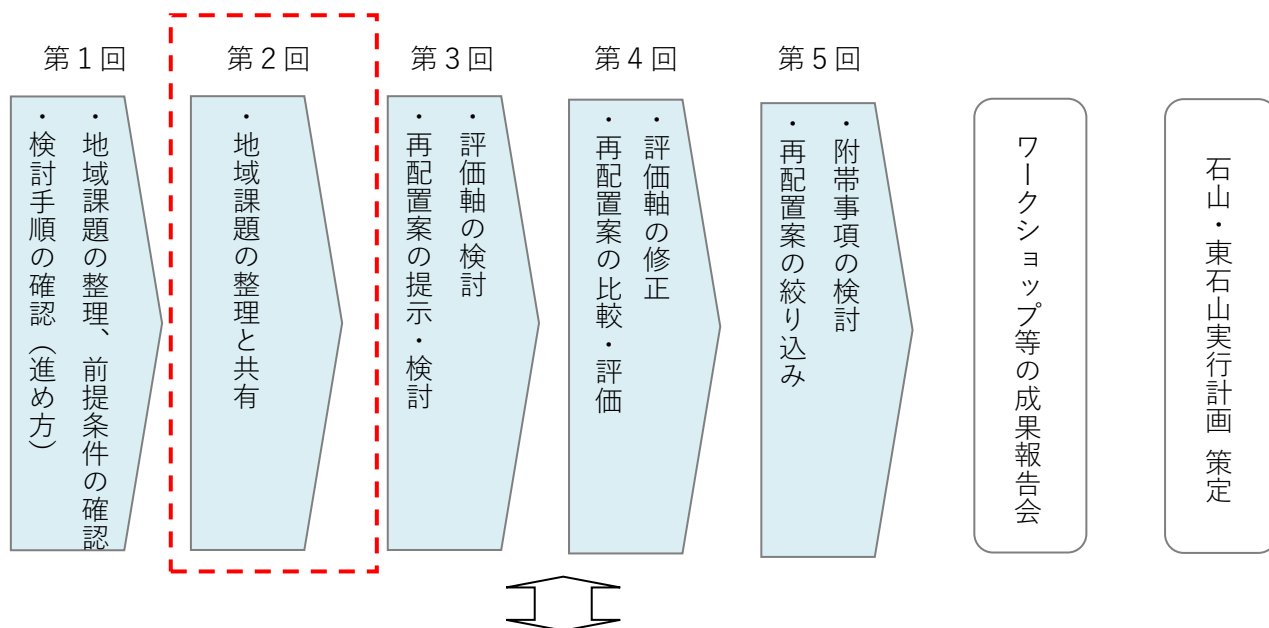 第1回
・地域課題の整理、前提条件の確認
・検討手順の確認（進め方）
第2回
・地域課題の整理と共有
第3回
・評価軸の検討
・再配置案の提示・検討
第4回
・評価軸の修正
・再配置案の比較・評価
第5回
・附帯事項の検討
・再配置案の絞り込み
ワークショップ等の成果報告会
石山・東石山実行計画 策定